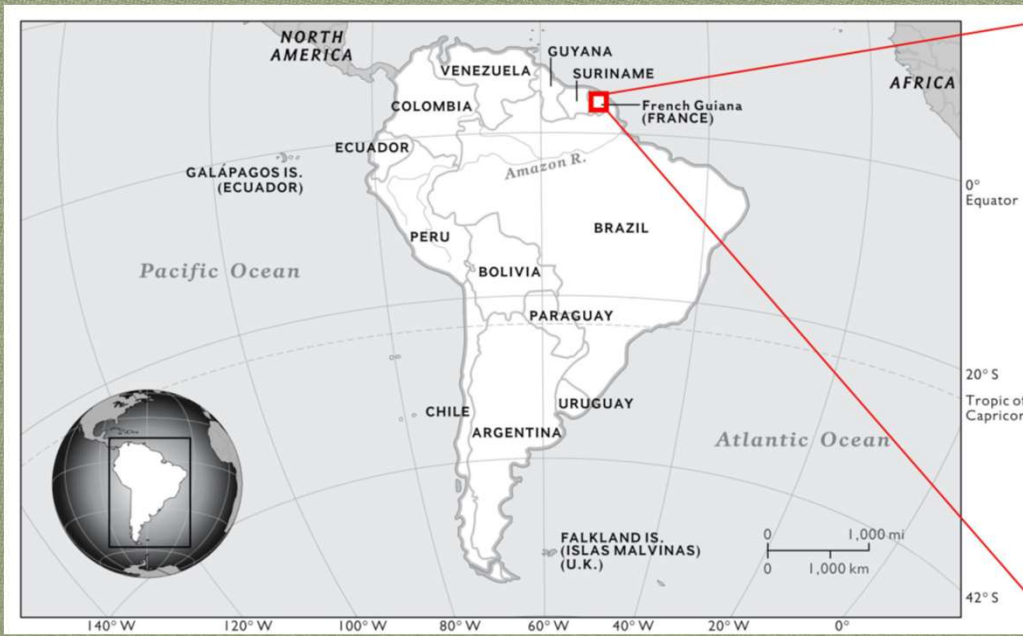 NORTH
AMERICA
GUYANA
VENEZUELA
SURINAME
AFRICA
COLOMBIA
French Guiana
(FRANCE)
ECUADOR
Amazon R.
GALÁPAGOS IS.
(ECUADOR)
0°
Equator
BRAZIL
PERU
Pacific Ocean
BOLIVIA
PARAGUAY
20° S
Tropic of
Capricor
CHILE
URUGUAY
ARGENTINA
Atlantic Ocean
FALKLAND IS.
(ISLAS MALVINAS)
(U.K.)
0 1,000 mi
0 1,000 km
42° S
140° W 120° W 100° W 80° W 60° W 40° W 20° W 0°